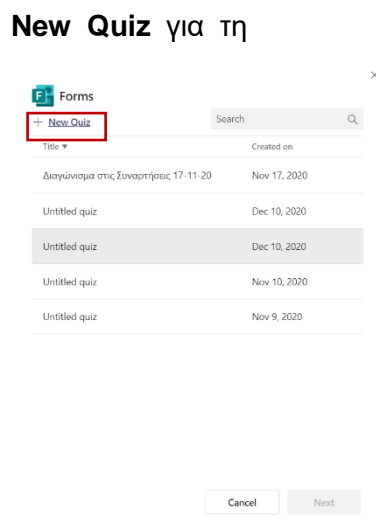 New Quiz για τη
Forms
+ New Quiz
Search
Title ▼ Created on
Διαγώνισμα στις Συναρτήσεις 17-11-20 Nov 17, 2020
Untitled quiz Dec 10, 2020
Untitled quiz Dec 10, 2020
Untitled quiz Nov 10, 2020
Untitled quiz Nov 9, 2020
Cancel Next